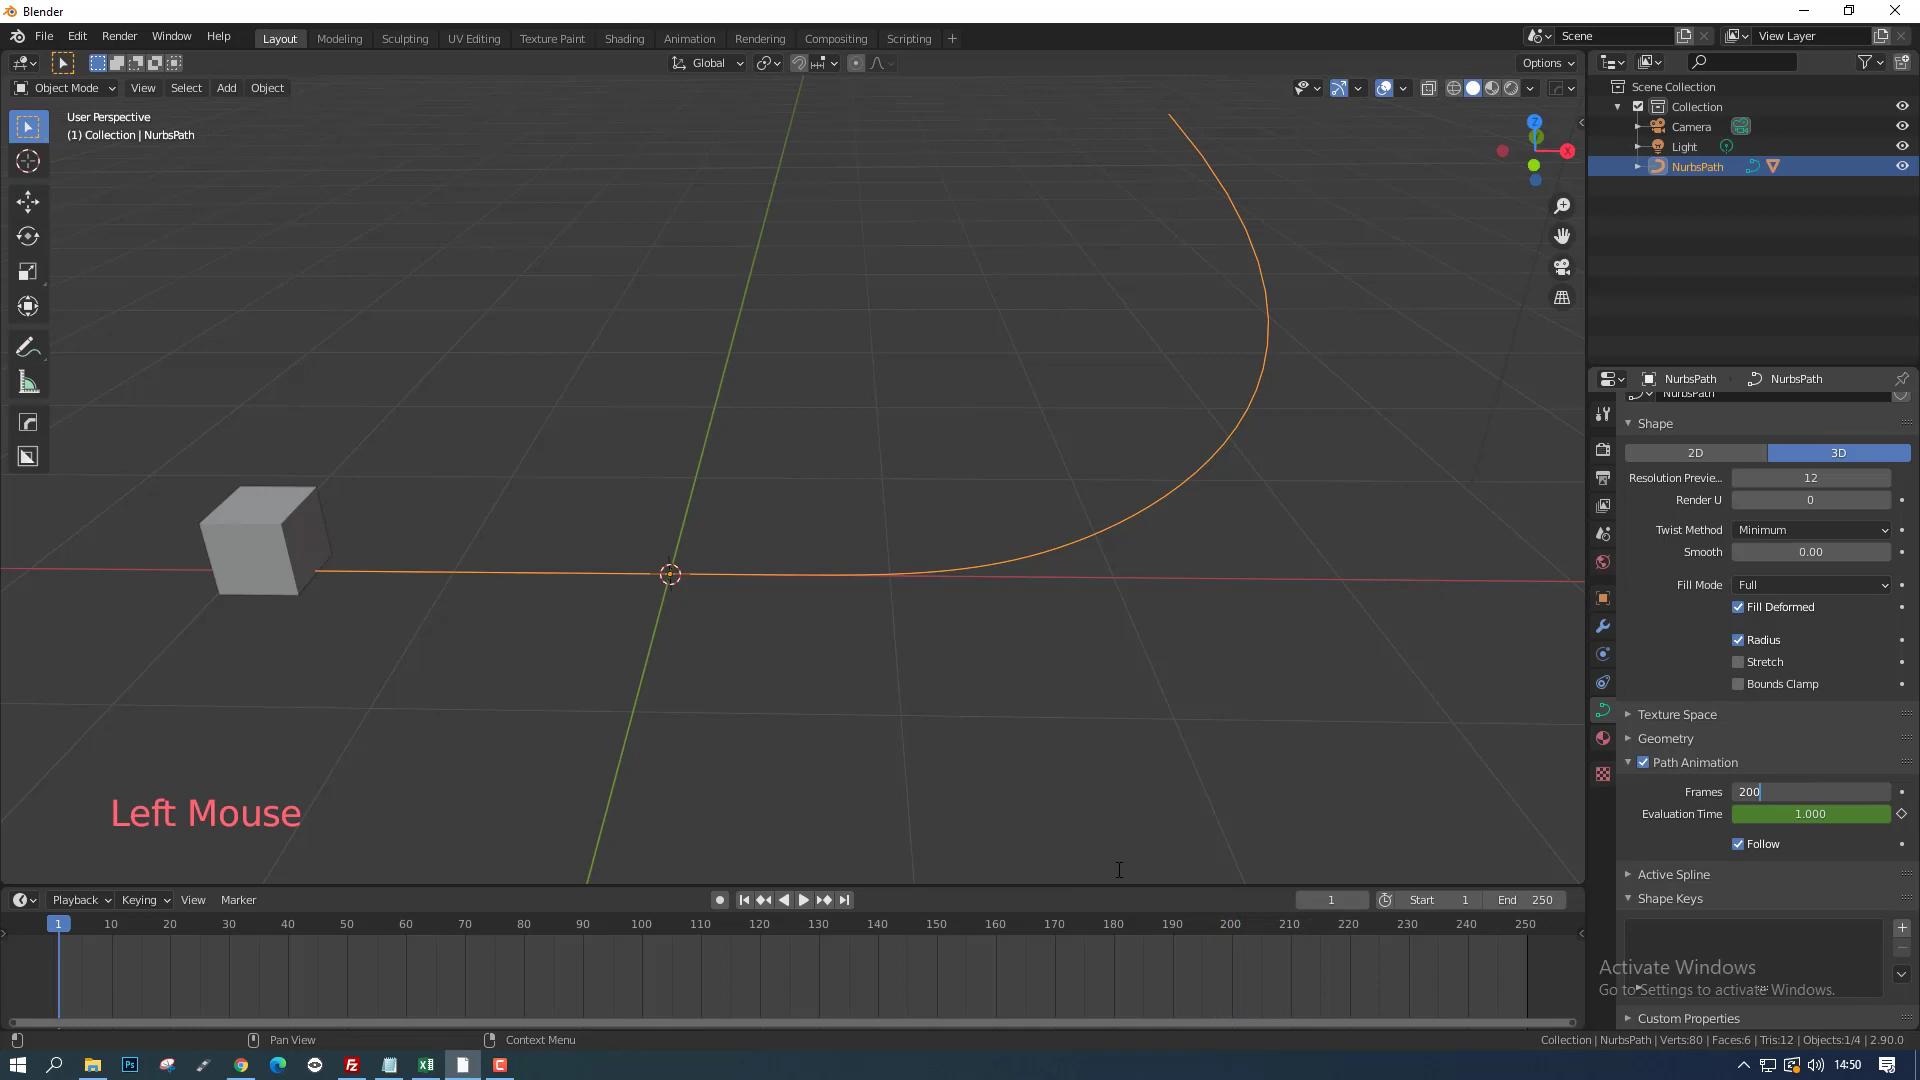 Blender
File Edit Render Window Help
Layout Modeling Sculpting UV Editing Texture Paint Shading Animation Rendering Compositing Scripting +
Scene
View Layer
Global
Options
Object Mode View Select Add Object
User Perspective
(1) Collection | NurbsPath
Z
X
Scene Collection
Collection
Camera
Light
NurbsPath
NurbsPath NurbsPath
NurbsPath
Shape
2D 3D
Resolution Previe... 12
Render U 0
Twist Method Minimum
Smooth 0.00
Fill Mode Full
Fill Deformed
Radius
Stretch
Bounds Clamp
Texture Space
Geometry
Path Animation
Frames 200
Evaluation Time 1.000
Follow
Active Spline
Shape Keys
Activate Windows
Go to Settings to activate Windows.
Custom Properties
Left Mouse
Playback Keying View Marker
1 Start 1 End 250
1 10 20 30 40 50 60 70 80 90 100 110 120 130 140 150 160 170 180 190 200 210 220 230 240 250
Pan View Context Menu
Collection | NurbsPath | Verts:80 | Faces:6 | Tris:12 | Objects:1/4 | 2.90.0
Ps
Fz
14:50